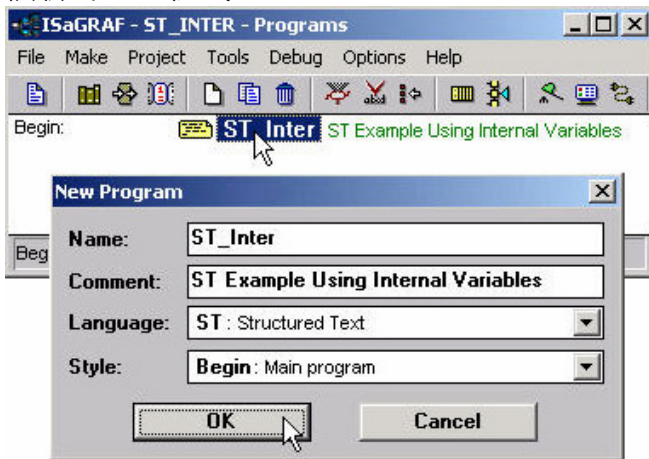 ISaGRAF - ST_INTER - Programs
File Make Project Tools Debug Options Help
Begin: ST_Inter ST Example Using Internal Variables
New Program
Beg
Name: ST_Inter
Comment: ST Example Using Internal Variables
Language: ST : Structured Text
Style: Begin : Main program
OK Cancel